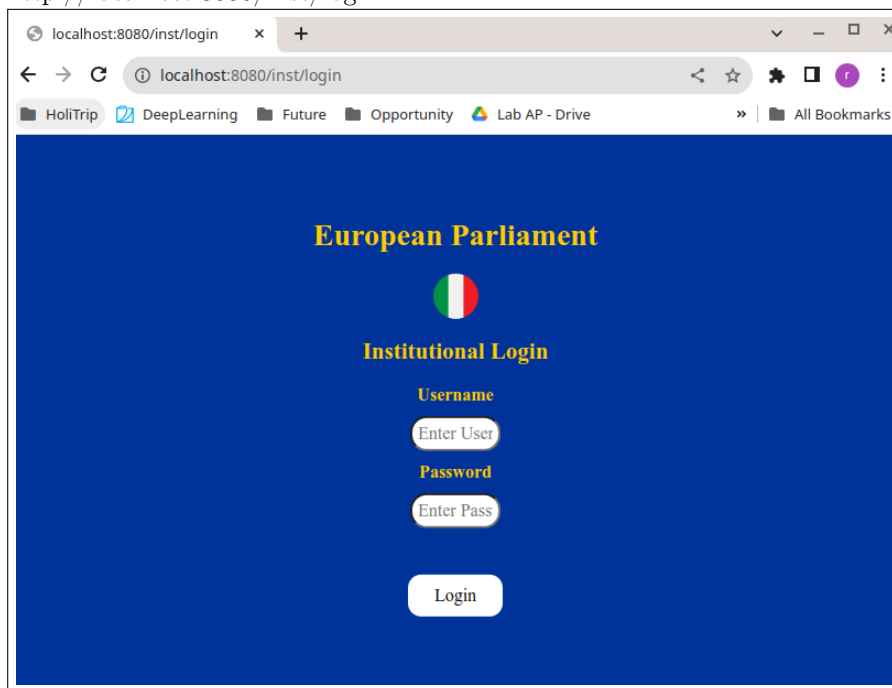 localhost:8080/inst/login
localhost:8080/inst/login
HoliTrip DeepLearning Future Opportunity Lab AP - Drive » All Bookmarks
European Parliament
Institutional Login
Username
Enter User
Password
Enter Pass
Login